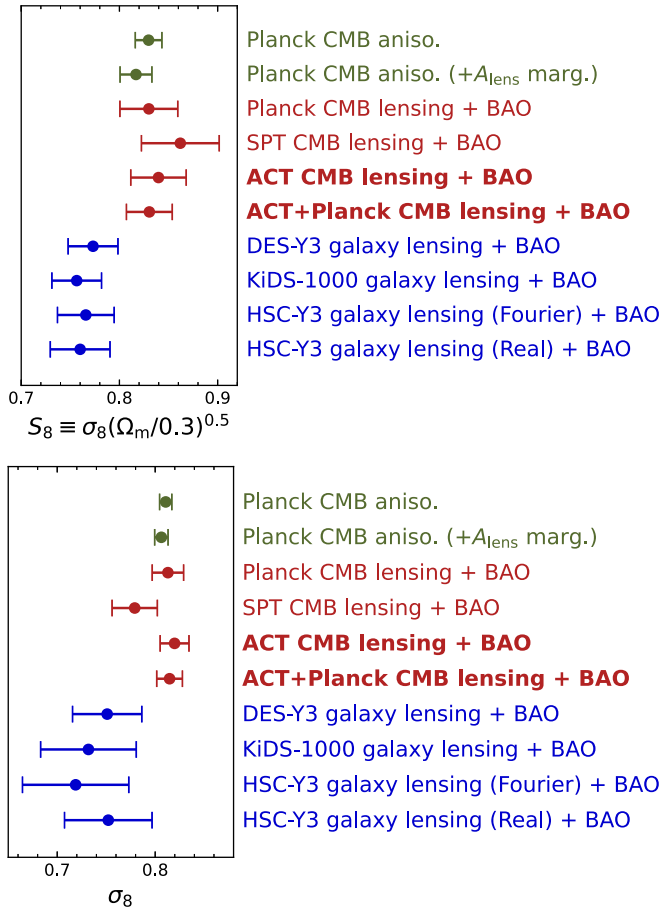 Planck CMB aniso.
Planck CMB aniso. (+A_lens marg.)
Planck CMB lensing + BAO
SPT CMB lensing + BAO
ACT CMB lensing + BAO
ACT+Planck CMB lensing + BAO
DES-Y3 galaxy lensing + BAO
KiDS-1000 galaxy lensing + BAO
HSC-Y3 galaxy lensing (Fourier) + BAO
HSC-Y3 galaxy lensing (Real) + BAO
0.7 0.8 0.9
S₈ ≡ σ₈(Ωₘ/0.3)⁰·⁵
Planck CMB aniso.
Planck CMB aniso. (+A_lens marg.)
Planck CMB lensing + BAO
SPT CMB lensing + BAO
ACT CMB lensing + BAO
ACT+Planck CMB lensing + BAO
DES-Y3 galaxy lensing + BAO
KiDS-1000 galaxy lensing + BAO
HSC-Y3 galaxy lensing (Fourier) + BAO
HSC-Y3 galaxy lensing (Real) + BAO
0.7 0.8
σ₈